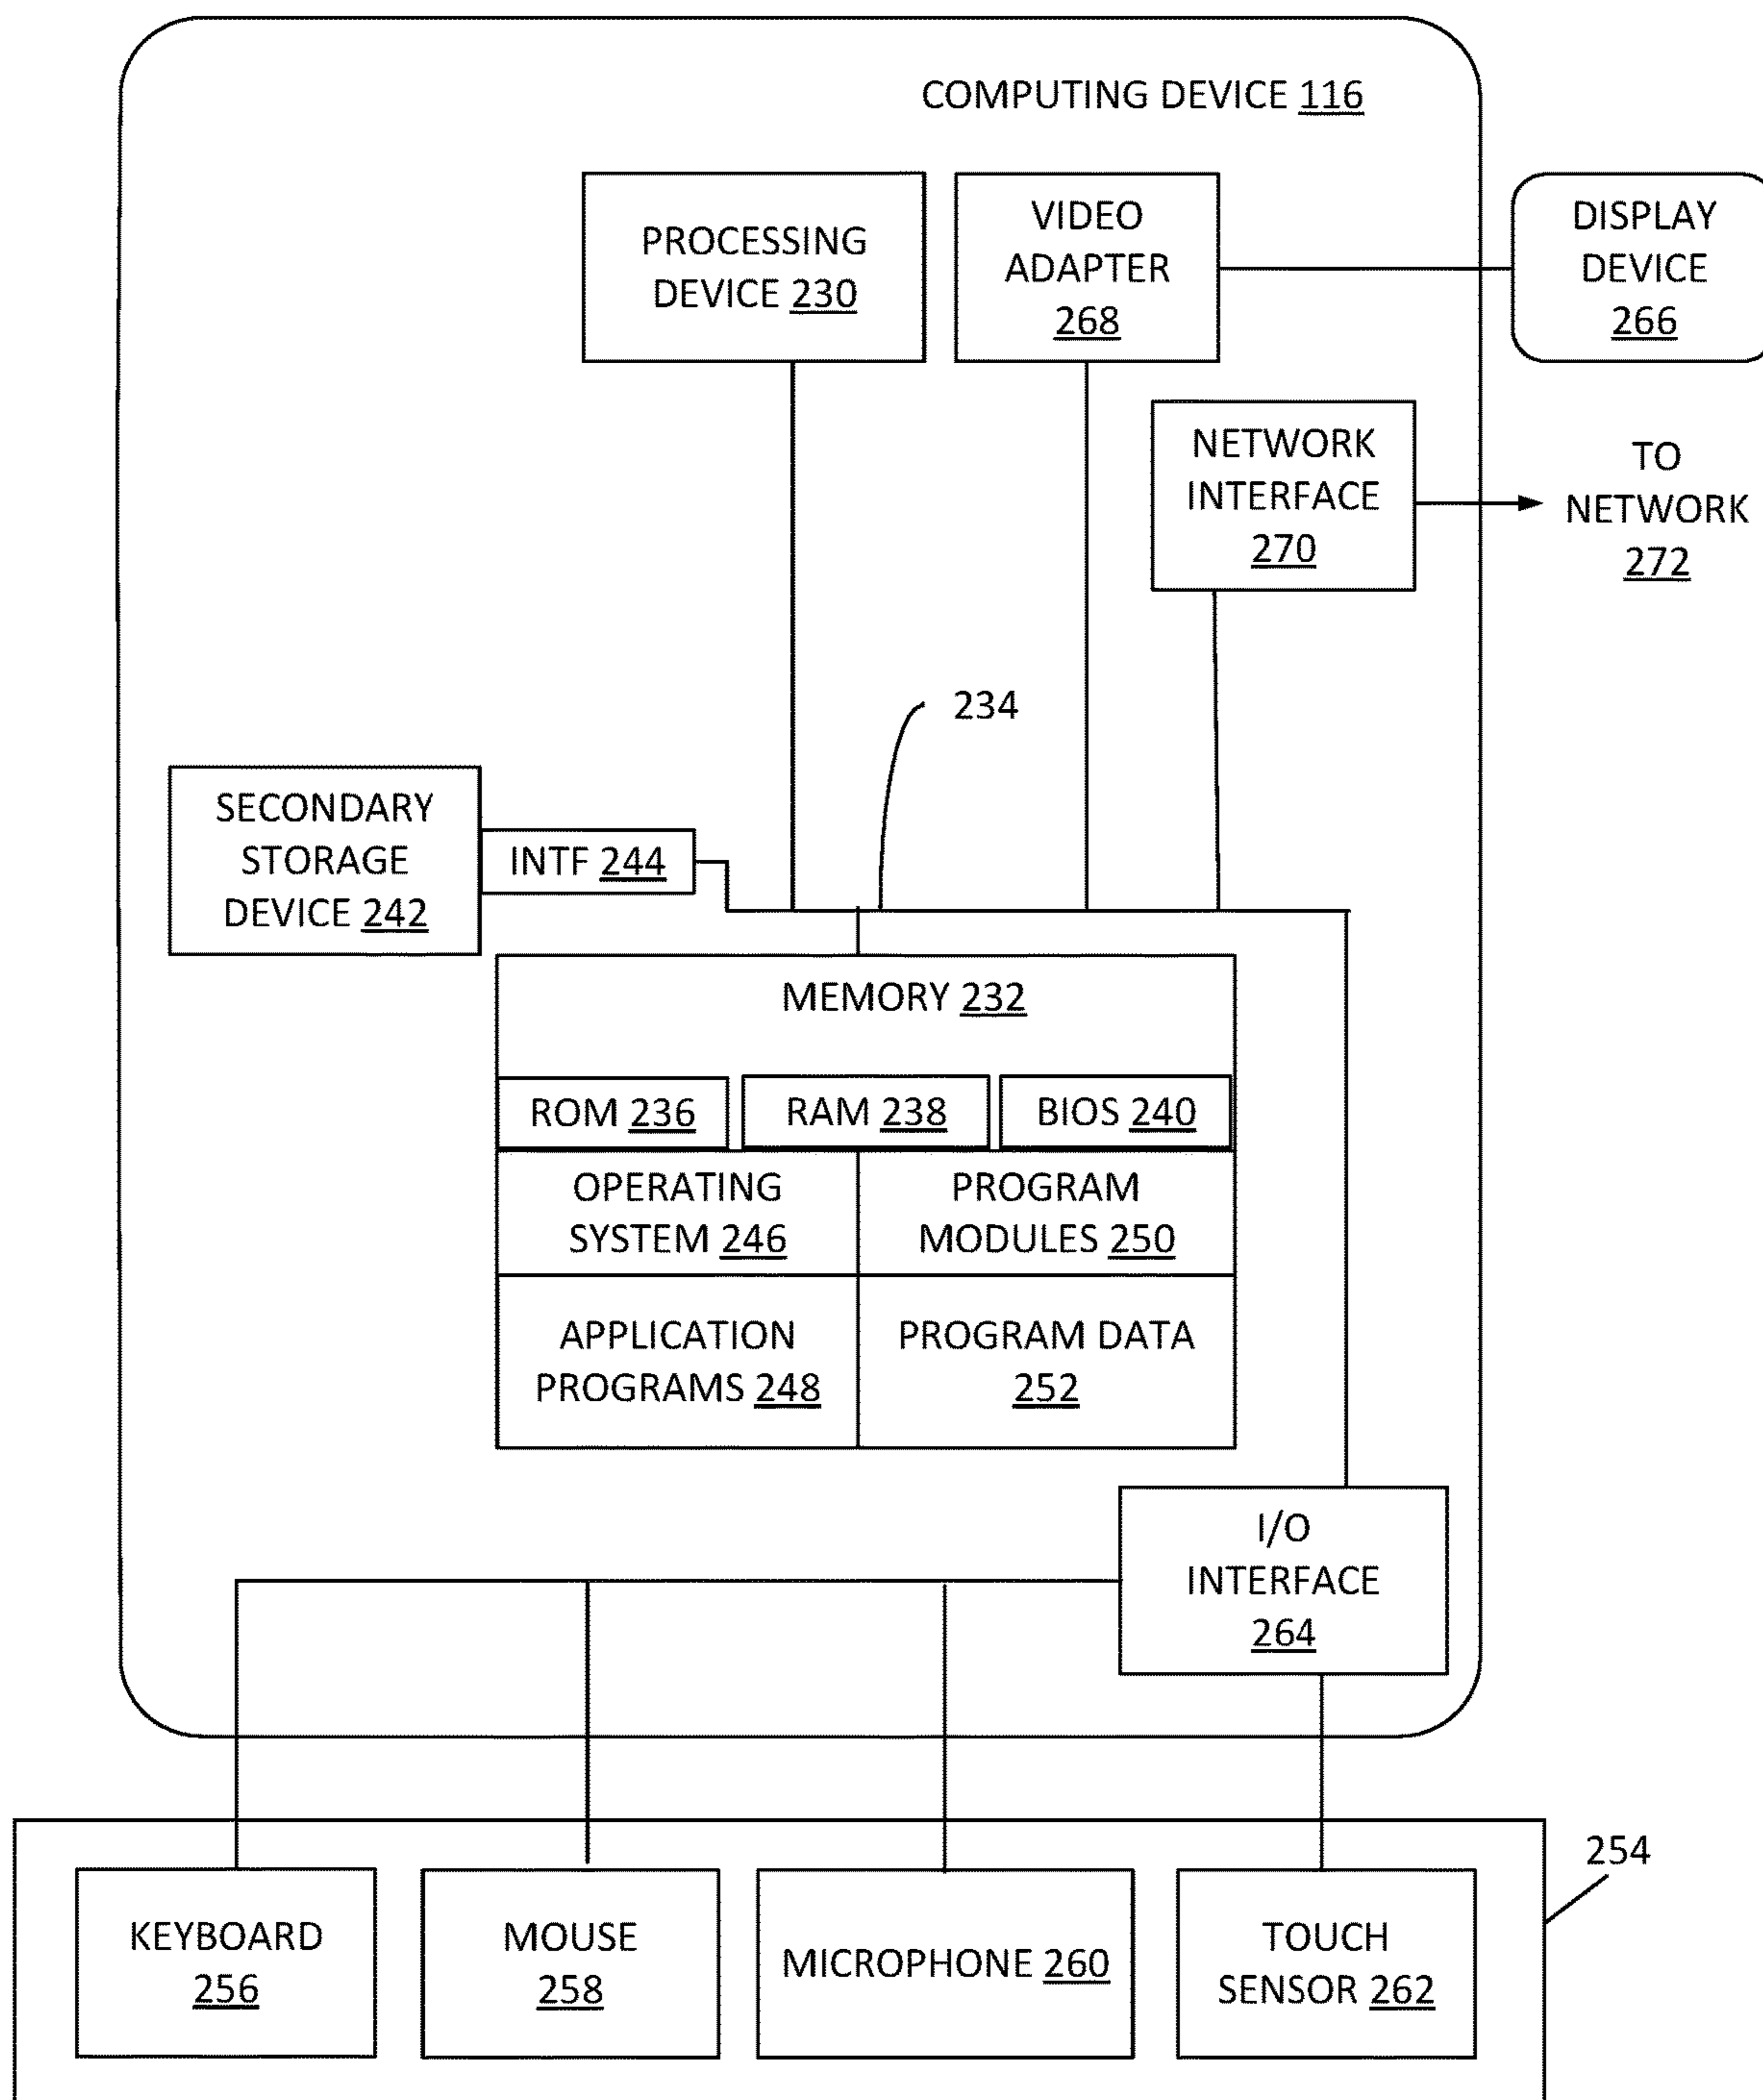 COMPUTING DEVICE 116
PROCESSING
DEVICE 230
VIDEO
ADAPTER
268
DISPLAY
DEVICE
266
NETWORK
INTERFACE
270
TO
NETWORK
272
234
SECONDARY
STORAGE
DEVICE 242
INTF 244
MEMORY 232
ROM 236
RAM 238
BIOS 240
OPERATING
SYSTEM 246
PROGRAM
MODULES 250
APPLICATION
PROGRAMS 248
PROGRAM DATA
252
I/O
INTERFACE
264
254
KEYBOARD
256
MOUSE
258
MICROPHONE 260
TOUCH
SENSOR 262